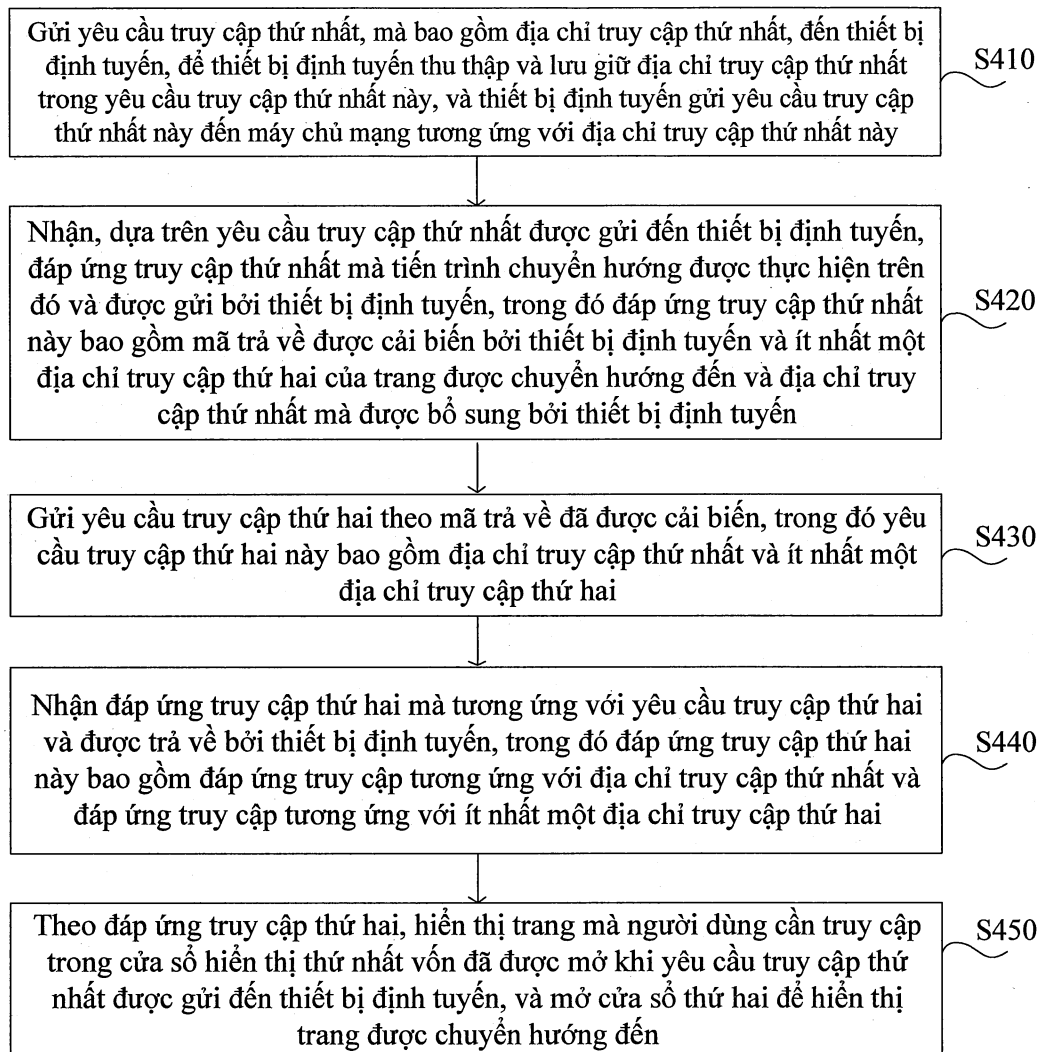 Gửi yêu cầu truy cập thứ nhất, mà bao gồm địa chỉ truy cập thứ nhất, đến thiết bị
định tuyến, để thiết bị định tuyến thu thập và lưu giữ địa chỉ truy cập thứ nhất
trong yêu cầu truy cập thứ nhất này, và thiết bị định tuyến gửi yêu cầu truy cập
thứ nhất này đến máy chủ mạng tương ứng với địa chỉ truy cập thứ nhất này
S410
Nhận, dựa trên yêu cầu truy cập thứ nhất được gửi đến thiết bị định tuyến,
đáp ứng truy cập thứ nhất mà tiến trình chuyển hướng được thực hiện trên
đó và được gửi bởi thiết bị định tuyến, trong đó đáp ứng truy cập thứ nhất
này bao gồm mã trả về được cải biến bởi thiết bị định tuyến và ít nhất một
địa chỉ truy cập thứ hai của trang được chuyển hướng đến và địa chỉ truy
cập thứ nhất mà được bổ sung bởi thiết bị định tuyến
S420
Gửi yêu cầu truy cập thứ hai theo mã trả về đã được cải biến, trong đó yêu
cầu truy cập thứ hai này bao gồm địa chỉ truy cập thứ nhất và ít nhất một
địa chỉ truy cập thứ hai
S430
Nhận đáp ứng truy cập thứ hai mà tương ứng với yêu cầu truy cập thứ hai
và được trả về bởi thiết bị định tuyến, trong đó đáp ứng truy cập thứ hai
này bao gồm đáp ứng truy cập tương ứng với địa chỉ truy cập thứ nhất và
đáp ứng truy cập tương ứng với ít nhất một địa chỉ truy cập thứ hai
S440
Theo đáp ứng truy cập thứ hai, hiển thị trang mà người dùng cần truy cập
trong cửa sổ hiển thị thứ nhất vốn đã được mở khi yêu cầu truy cập thứ
nhất được gửi đến thiết bị định tuyến, và mở cửa sổ thứ hai để hiển thị
trang được chuyển hướng đến
S450